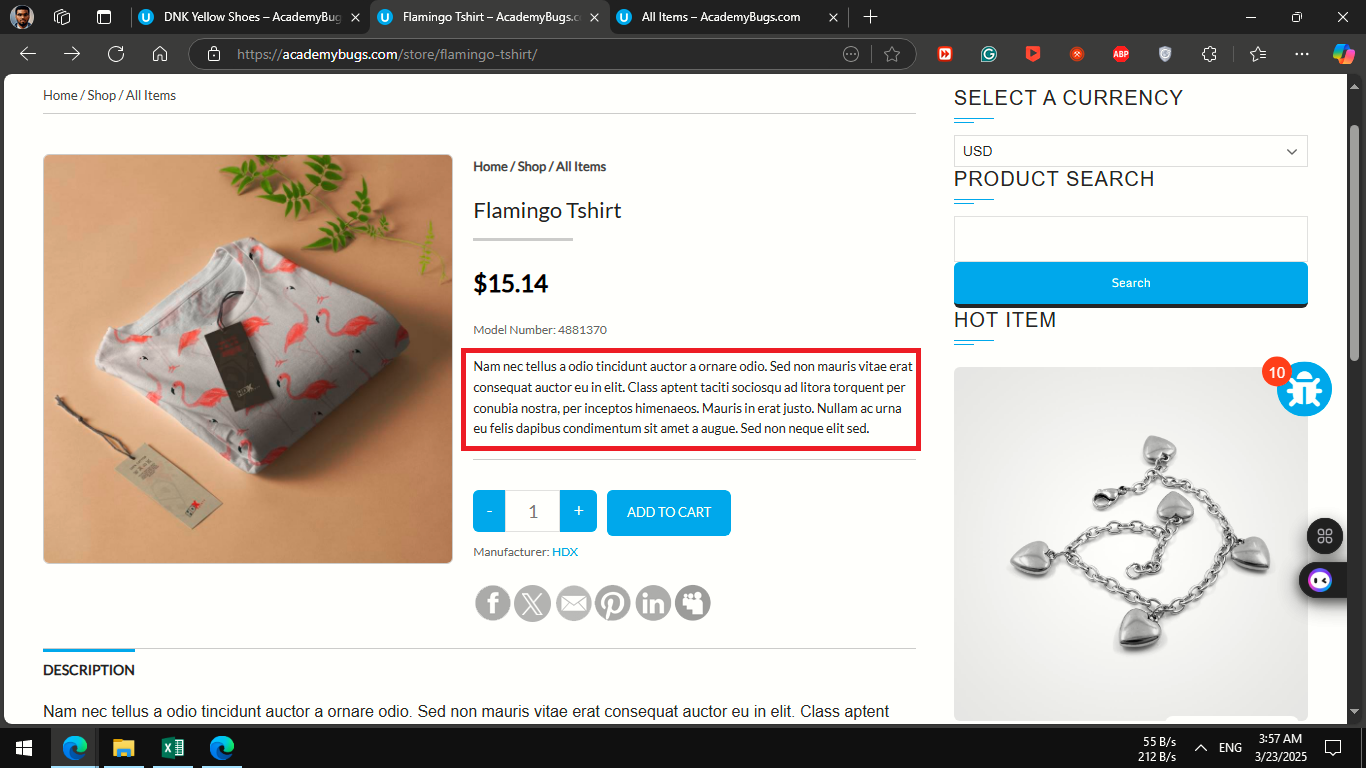 DNK Yellow Shoes – AcademyBug
Flamingo Tshirt – AcademyBugs.c
All Items – AcademyBugs.com
https://academybugs.com/store/flamingo-tshirt/
ABP
Home / Shop / All Items
Home / Shop / All Items
Flamingo Tshirt
$15.14
Model Number: 4881370
Nam nec tellus a odio tincidunt auctor a ornare odio. Sed non mauris vitae erat
consequat auctor eu in elit. Class aptent taciti sociosqu ad litora torquent per
conubia nostra, per inceptos himenaeos. Mauris in erat justo. Nullam ac urna
eu felis dapibus condimentum sit amet a augue. Sed non neque elit sed.
- 1 +
ADD TO CART
Manufacturer: HDX
DESCRIPTION
Nam nec tellus a odio tincidunt auctor a ornare odio. Sed non mauris vitae erat consequat auctor eu in elit. Class aptent
SELECT A CURRENCY
USD
PRODUCT SEARCH
Search
HOT ITEM
10
55 B/s
212 B/s
ENG
3:57 AM
3/23/2025